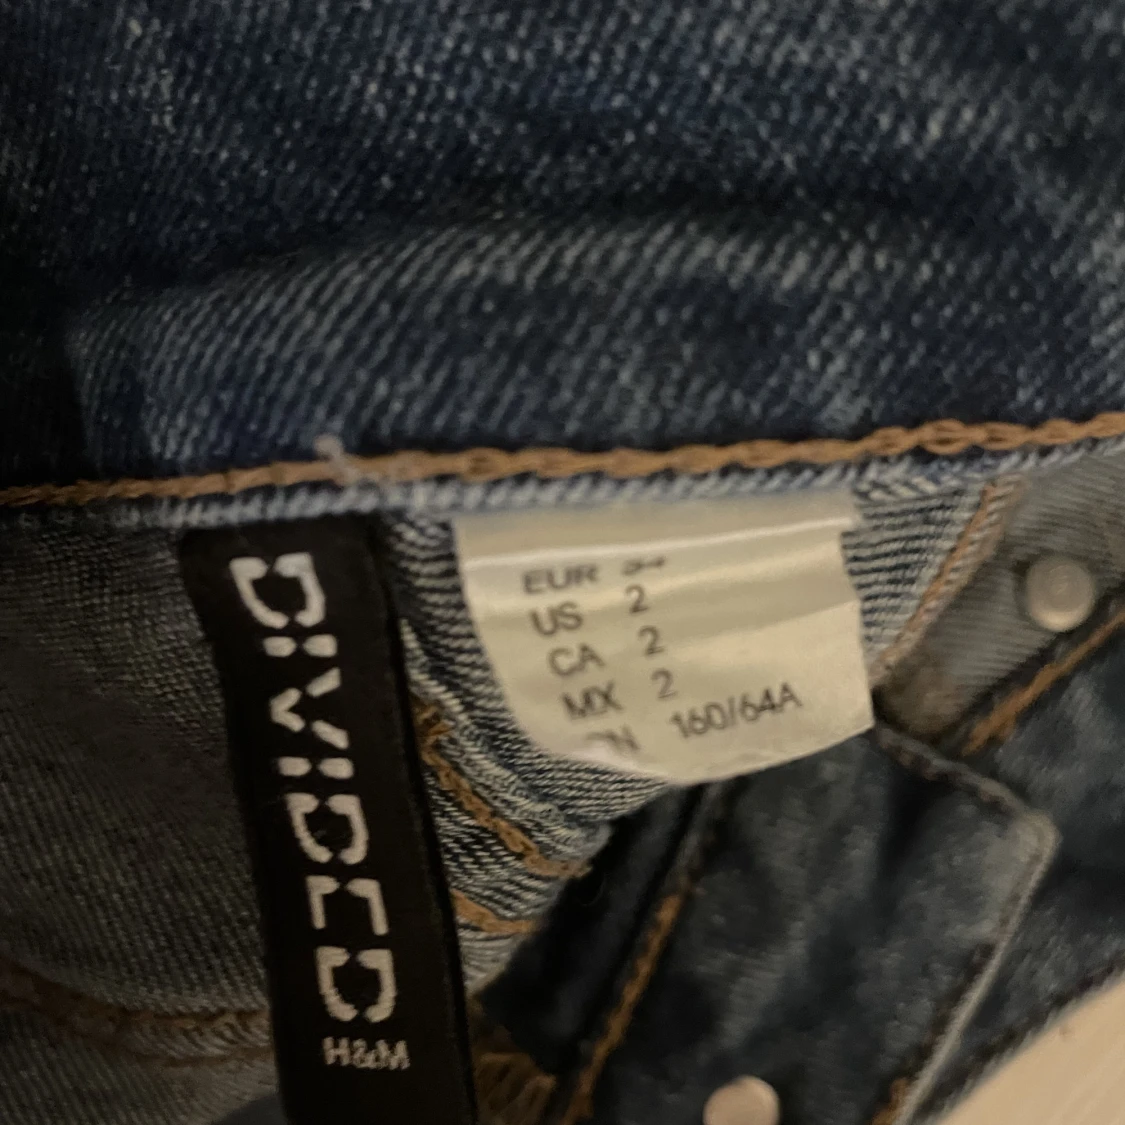 DIVIDED
H&M
EUR
US 2
CA 2
MX 2
160/64A